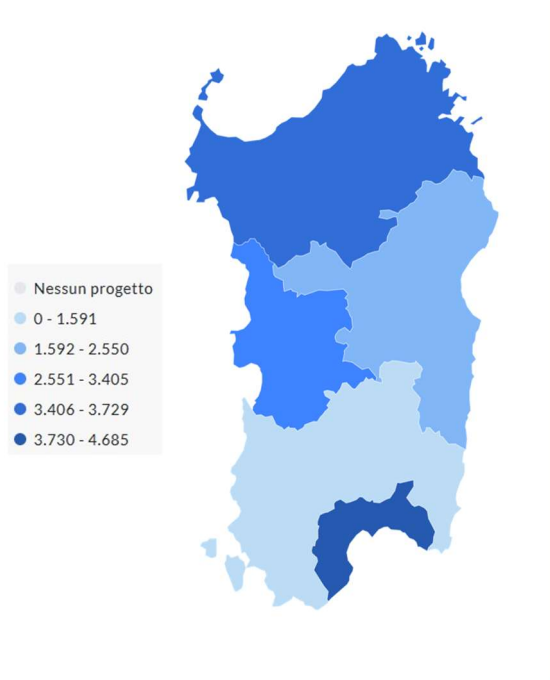 Nessun progetto
0 - 1.591
1.592 - 2.550
2.551 - 3.405
3.406 - 3.729
3.730 - 4.685